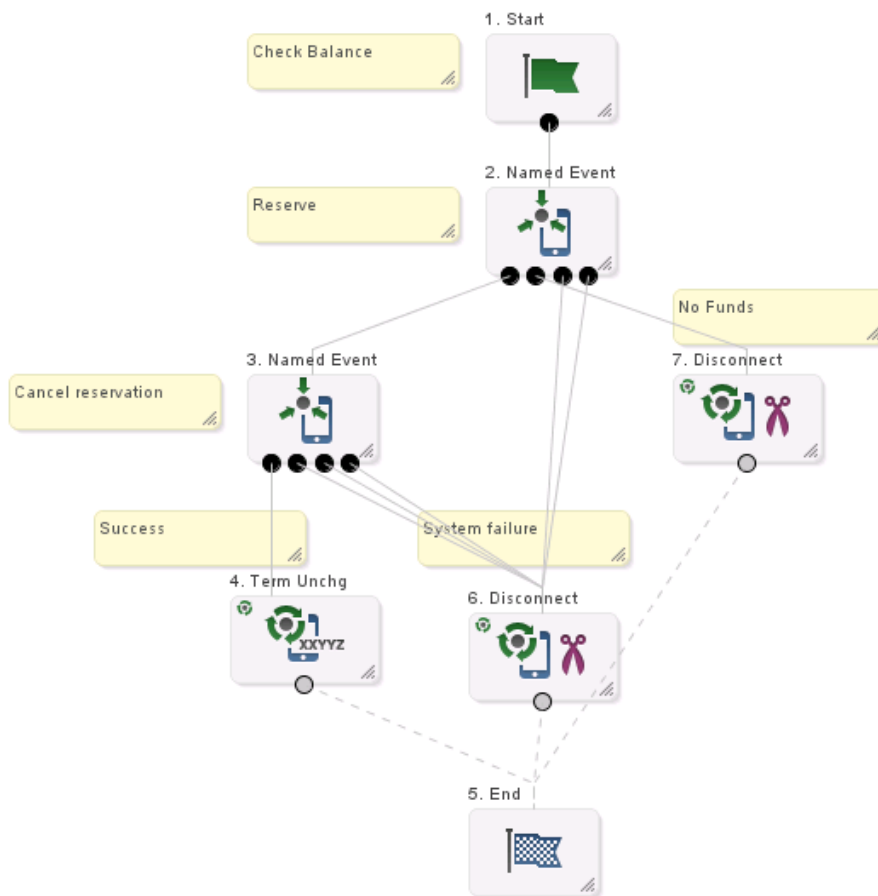 1. Start
Check Balance
2. Named Event
Reserve
No Funds
3. Named Event
7. Disconnect
Cancel reservation
Success
System failure
4. Term Unchg
6. Disconnect
XXYYZ
5. End